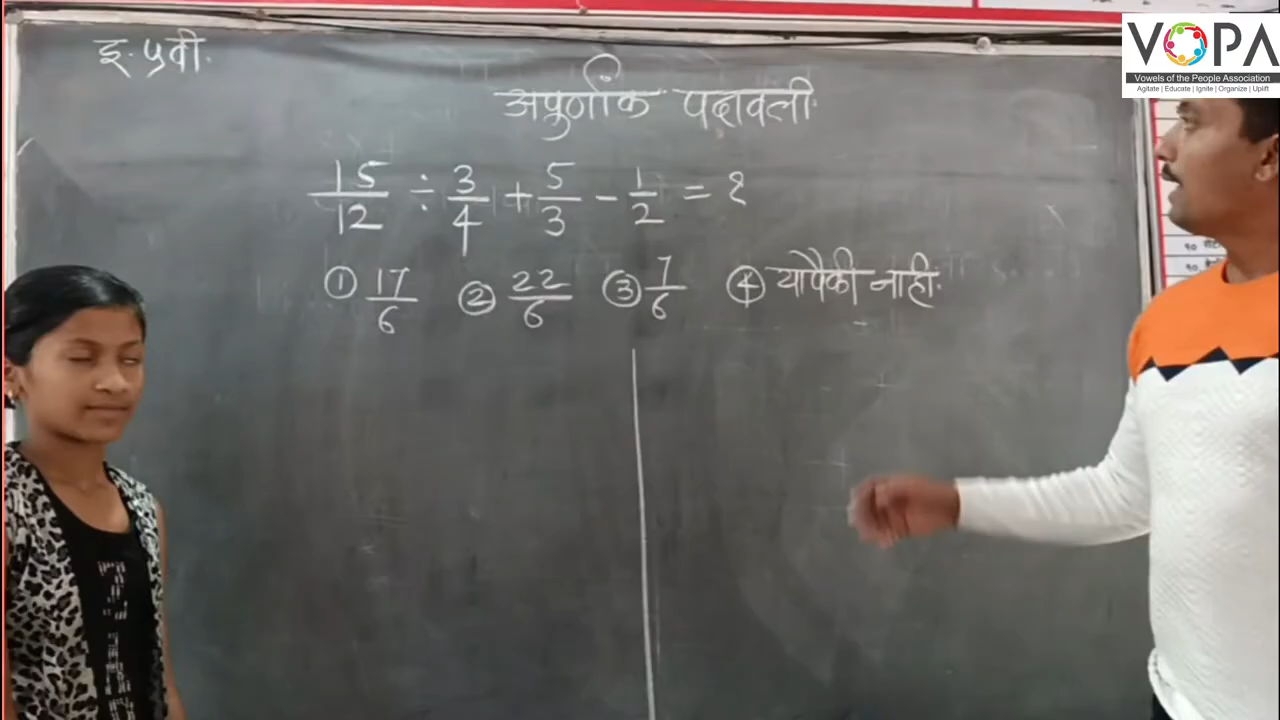 VOPA
Vowels of the People Association
Agitate | Educate | Ignite | Organize | Uplift
इ. ५वी.
अपुर्णांक पदावली.
15/12 ÷ 3/4 + 5/3 - 1/2 = ?
① 17/6 ② 22/6 ③ 7/6 ④ यांपैकी नाही.